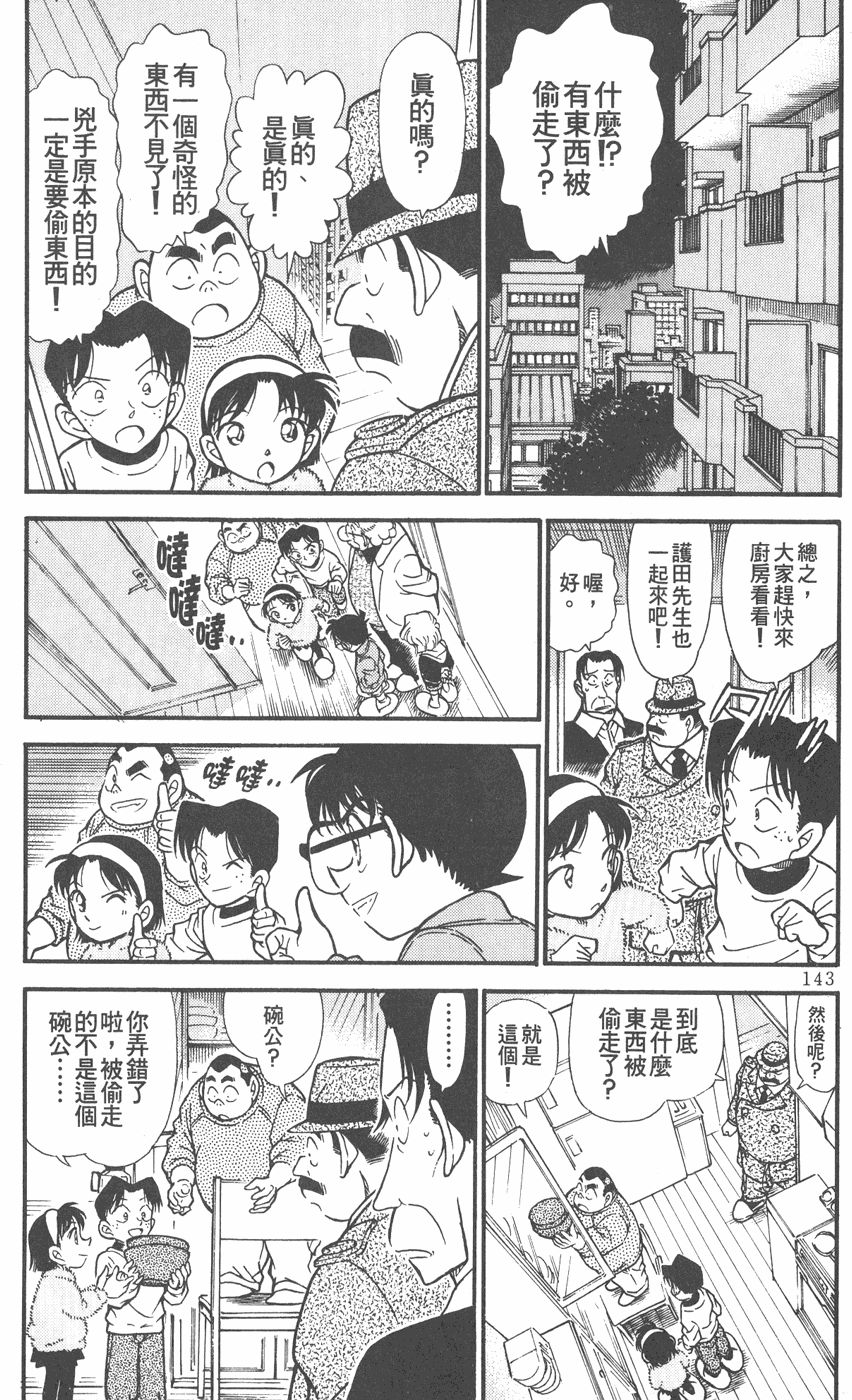 什麼!?
有東西被
偷走了?
眞的嗎?
眞的、
是眞的!
有一個奇怪的
東西不見了!
兇手原本的目的
一定是要偷東西!
總之,
大家趕快來
廚房看看!
護田先生也
一起來吧!
喔,
好。
噠噠噠..
噠噠..
143
然後呢?
到底
是什麼
東西被
偷走了?
就是
這個!
……
碗公?
你弄錯了
啦,被偷走
的不是這個
碗公……